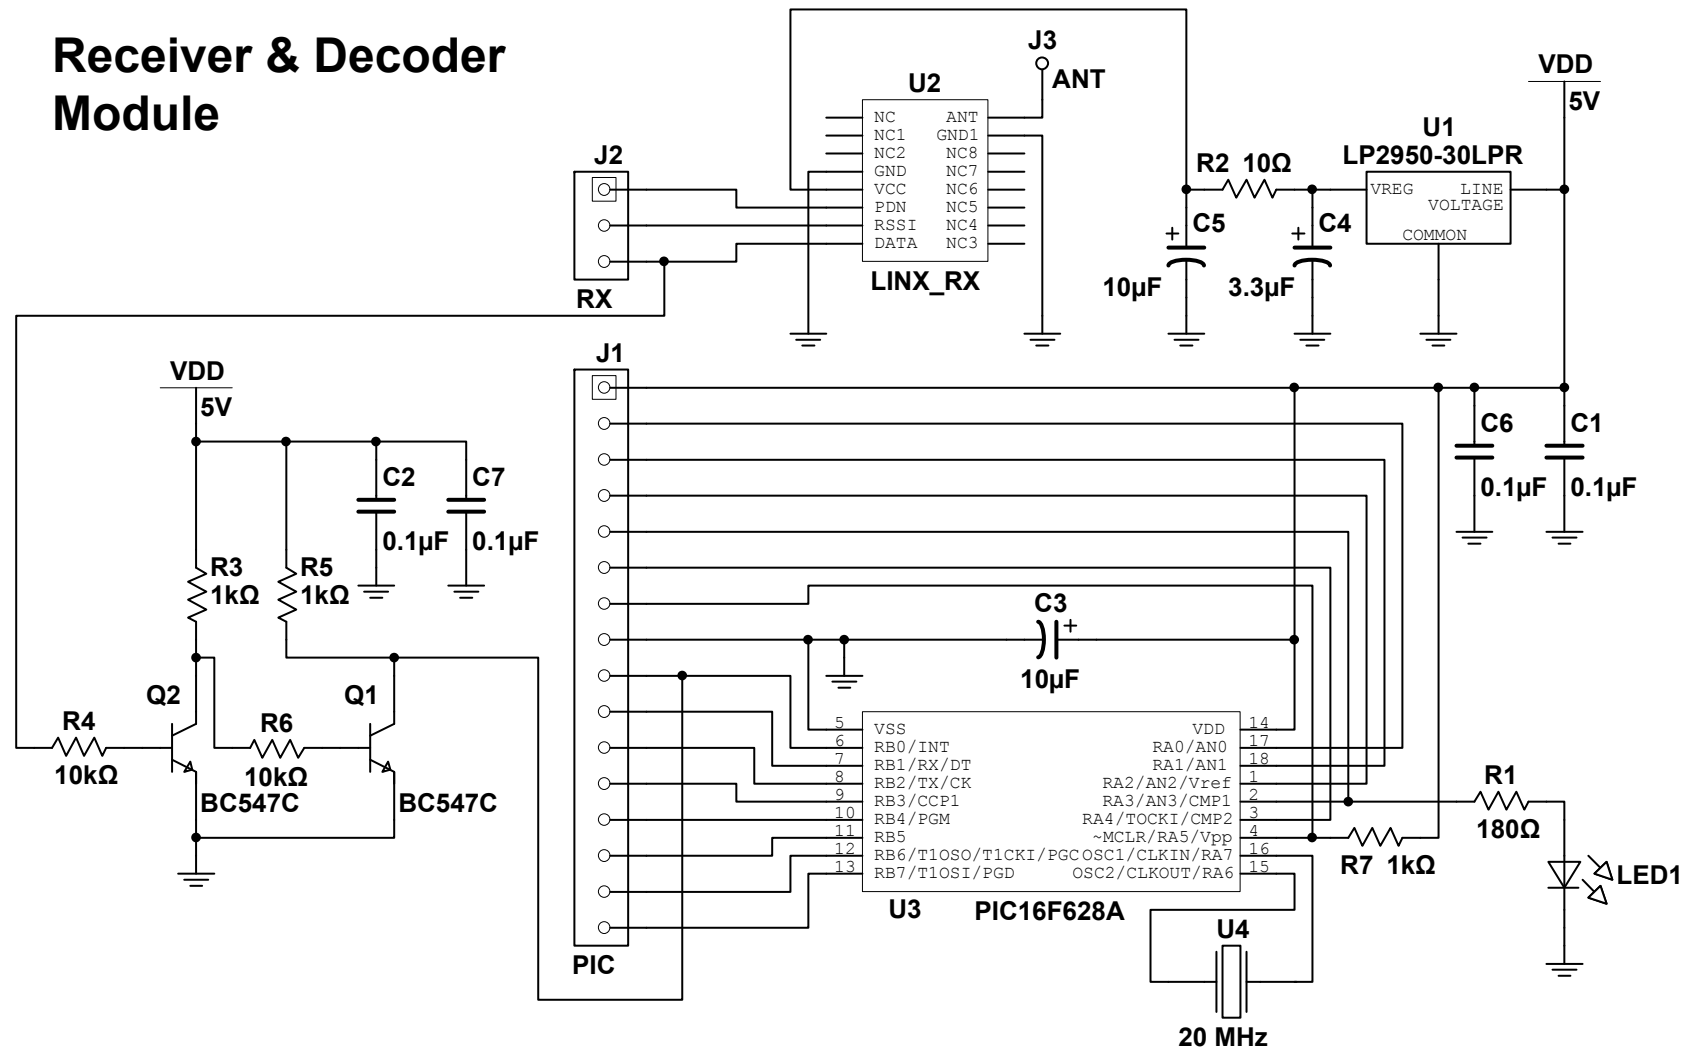 Receiver & Decoder
Module
J3
ANT
U2
NC
NC1
NC2
GND
VCC
PDN
RSSI
DATA
ANT
GND1
NC8
NC7
NC6
NC5
NC4
NC3
LINX_RX
J2
RX
VDD
5V
U1
LP2950-30LPR
VREG
LINE
VOLTAGE
COMMON
R2 10Ω
C5
+
10µF
C4
+
3.3µF
J1
PIC
C6
0.1µF
C1
0.1µF
VDD
5V
C2
0.1µF
C7
0.1µF
R3
1kΩ
R5
1kΩ
Q2
Q1
R4
10kΩ
R6
10kΩ
BC547C
BC547C
C3
+
10µF
5 VSS
6 RB0/INT
7 RB1/RX/DT
8 RB2/TX/CK
9 RB3/CCP1
10 RB4/PGM
11 RB5
12 RB6/T1OSO/T1CKI/PGC
13 RB7/T1OSI/PGD
VDD 14
RA0/AN0 17
RA1/AN1 18
RA2/AN2/Vref 1
RA3/AN3/CMP1 2
RA4/TOCKI/CMP2 3
~MCLR/RA5/Vpp 4
OSC1/CLKIN/RA7 16
OSC2/CLKOUT/RA6 15
U3
PIC16F628A
R1
180Ω
R7 1kΩ
LED1
U4
20 MHz